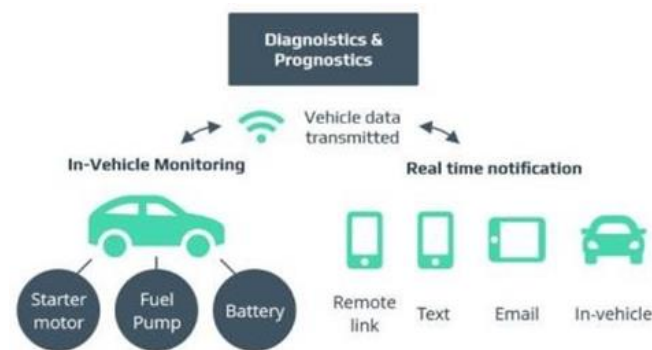 Diagnoistics &
Prognostics
Vehicle data
transmitted
In-Vehicle Monitoring
Real time notification
Starter
motor
Fuel
Pump
Battery
Remote
link
Text
Email
In-vehicle